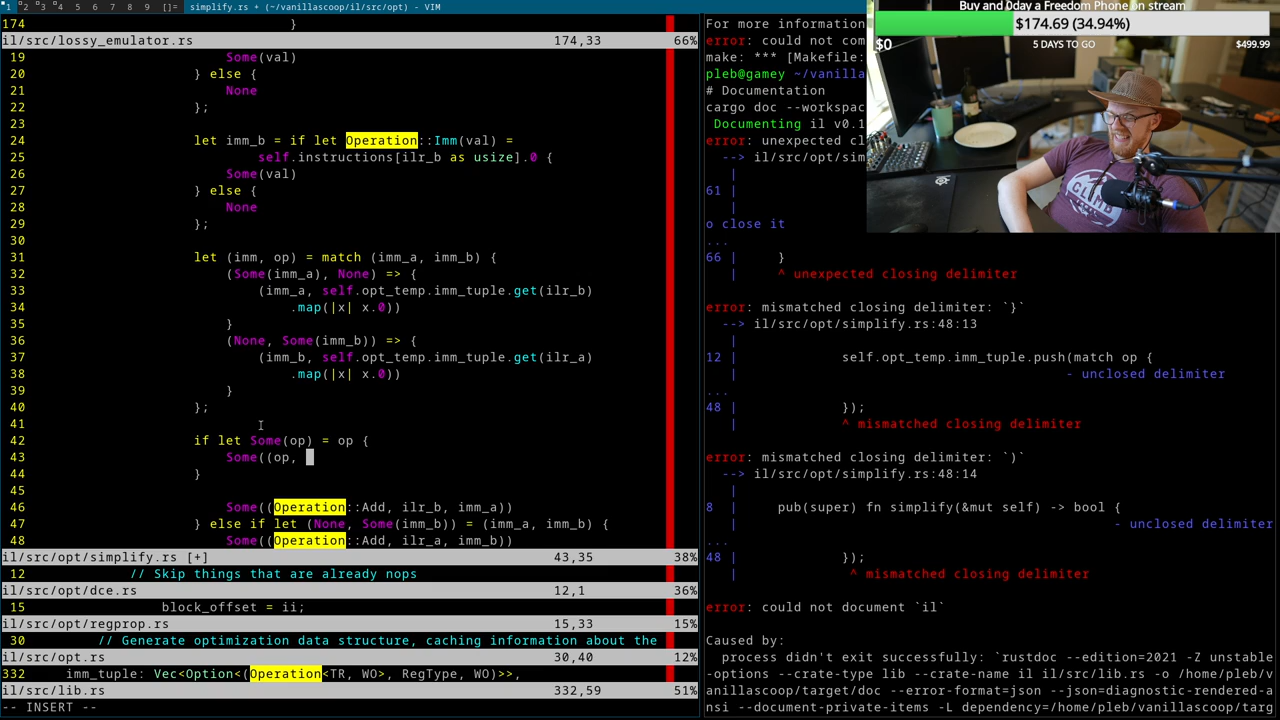 1 2 3 4 5 6 7 8 9 []= simplify.rs + (~/vanillascoop/il/src/opt) - VIM
174 }
il/src/lossy_emulator.rs 174,33 66%
19 Some(val)
20 } else {
21 None
22 };
23
24 let imm_b = if let Operation::Imm(val) =
25 self.instructions[ilr_b as usize].0 {
26 Some(val)
27 } else {
28 None
29 };
30
31 let (imm, op) = match (imm_a, imm_b) {
32 (Some(imm_a), None) => {
33 (imm_a, self.opt_temp.imm_tuple.get(ilr_b)
34 .map(|x| x.0))
35 }
36 (None, Some(imm_b)) => {
37 (imm_b, self.opt_temp.imm_tuple.get(ilr_a)
38 .map(|x| x.0))
39 }
40 };
41
42 if let Some(op) = op {
43 Some((op,
44 }
45
46 Some((Operation::Add, ilr_b, imm_a))
47 } else if let (None, Some(imm_b)) = (imm_a, imm_b) {
48 Some((Operation::Add, ilr_a, imm_b))
il/src/opt/simplify.rs [+] 43,35 38%
12 // Skip things that are already nops
il/src/opt/dce.rs 12,1 36%
15 block_offset = ii;
il/src/opt/regprop.rs 15,33 15%
30 // Generate optimization data structure, caching information about the
il/src/opt.rs 30,40 12%
332 imm_tuple: Vec<Option<(Operation<TR, WO>, RegType, WO)>>,
il/src/lib.rs 332,59 51%
-- INSERT --
For more information
error: could not com
make: *** [Makefile:
pleb@gamey ~/vanilla
# Documentation
cargo doc --workspac
Documenting il v0.1
error: unexpected cl
--> il/src/opt/sim
|
61 |
|
o close it
...
66 | }
| ^ unexpected closing delimiter
error: mismatched closing delimiter: `}`
--> il/src/opt/simplify.rs:48:13
|
12 | self.opt_temp.imm_tuple.push(match op {
| - unclosed delimiter
...
48 | });
| ^ mismatched closing delimiter
error: mismatched closing delimiter: `)`
--> il/src/opt/simplify.rs:48:14
|
8 | pub(super) fn simplify(&mut self) -> bool {
| - unclosed delimiter
...
48 | });
| ^ mismatched closing delimiter
error: could not document `il`
Caused by:
process didn't exit successfully: `rustdoc --edition=2021 -Z unstable
-options --crate-type lib --crate-name il il/src/lib.rs -o /home/pleb/v
anillascoop/target/doc --error-format=json --json=diagnostic-rendered-a
nsi --document-private-items -L dependency=/home/pleb/vanillascoop/targ
Buy and 0day a Freedom Phone on stream
$174.69 (34.94%)
$0 5 DAYS TO GO $499.99
CLIMB